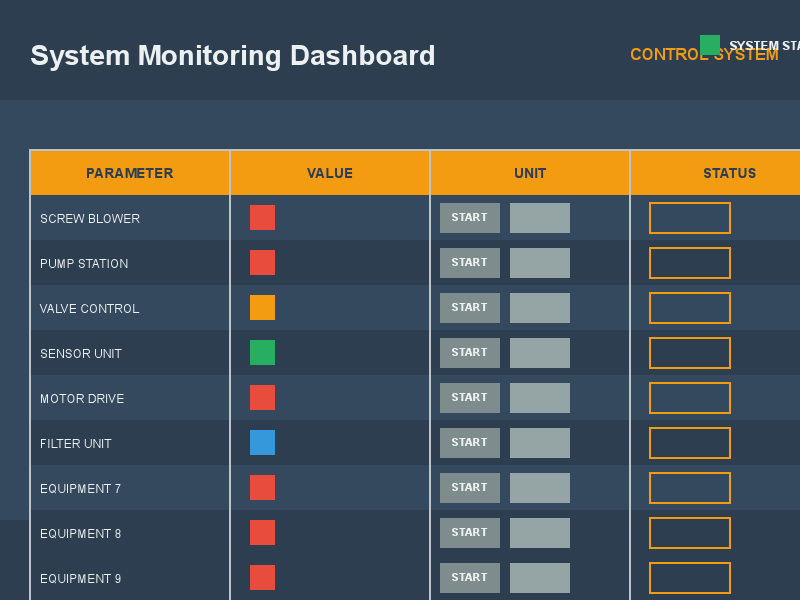 System Monitoring Dashboard
SYSTEM
CONTROL SYSTEM
PARAMETER VALUE UNIT STATUS
SCREW BLOWER START
PUMP STATION START
VALVE CONTROL START
SENSOR UNIT START
MOTOR DRIVE START
FILTER UNIT START
EQUIPMENT 7 START
EQUIPMENT 8 START
EQUIPMENT 9 START